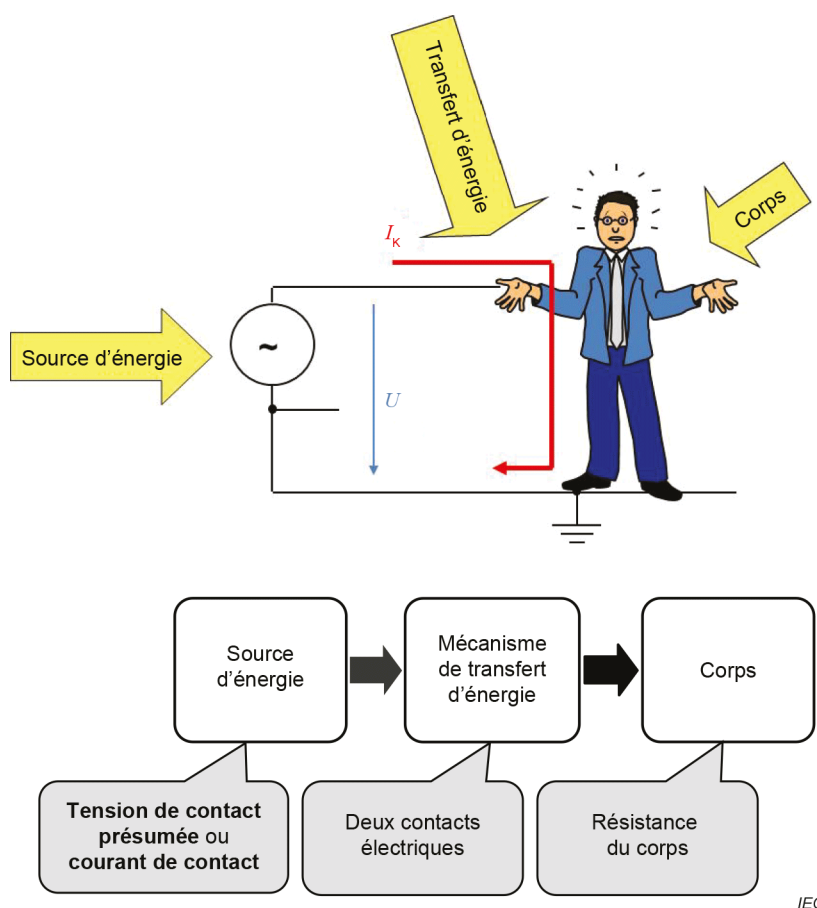 Transfert d'énergie
Corps
I_K
Source d'énergie
~
U
Source
d'énergie
Mécanisme
de transfert
d'énergie
Corps
Tension de contact
présumée ou
courant de contact
Deux contacts
électriques
Résistance
du corps